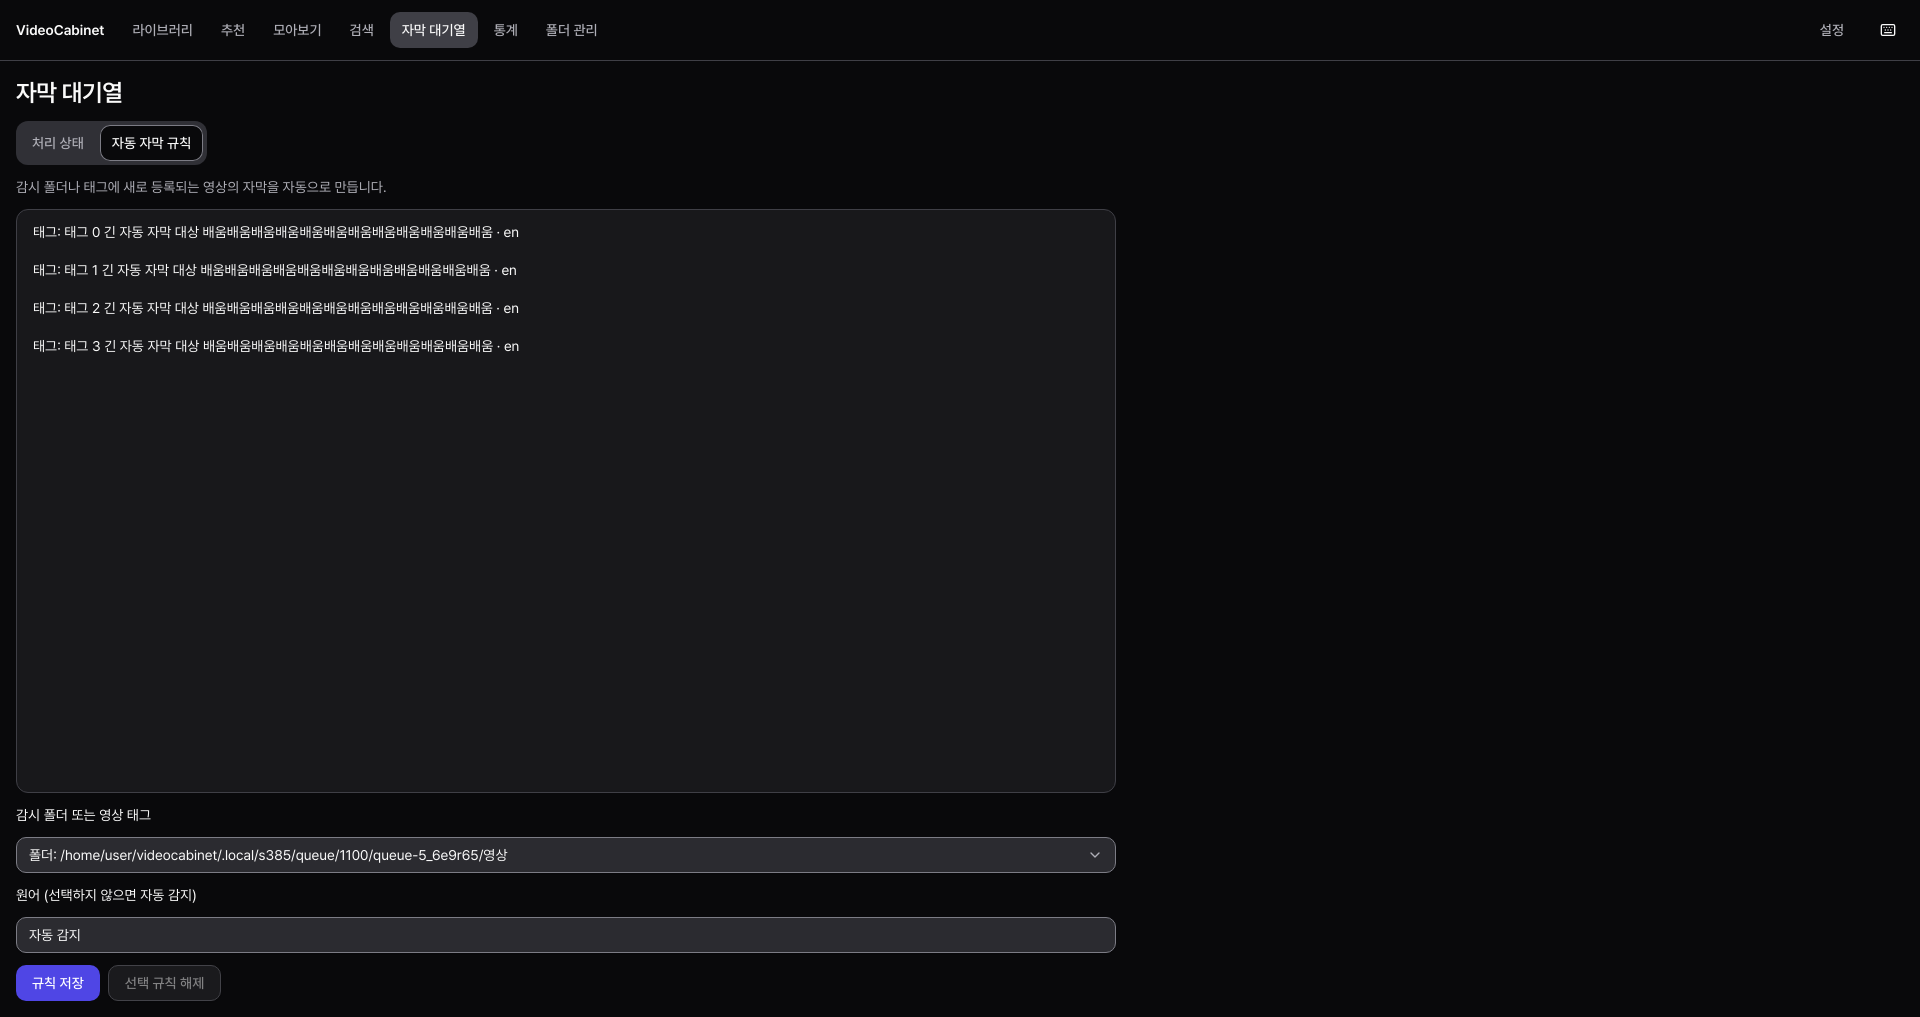 VideoCabinet 라이브러리 추천 모아보기 검색 자막 대기열 통계 폴더 관리 설정
자막 대기열
처리 상태 자동 자막 규칙
감시 폴더나 태그에 새로 등록되는 영상의 자막을 자동으로 만듭니다.
태그: 태그 0 긴 자동 자막 대상 배움배움배움배움배움배움배움배움배움배움배움배움 · en
태그: 태그 1 긴 자동 자막 대상 배움배움배움배움배움배움배움배움배움배움배움배움 · en
태그: 태그 2 긴 자동 자막 대상 배움배움배움배움배움배움배움배움배움배움배움배움 · en
태그: 태그 3 긴 자동 자막 대상 배움배움배움배움배움배움배움배움배움배움배움배움 · en
감시 폴더 또는 영상 태그
폴더: /home/user/videocabinet/.local/s385/queue/1100/queue-5_6e9r65/영상
원어 (선택하지 않으면 자동 감지)
자동 감지
규칙 저장 선택 규칙 해제